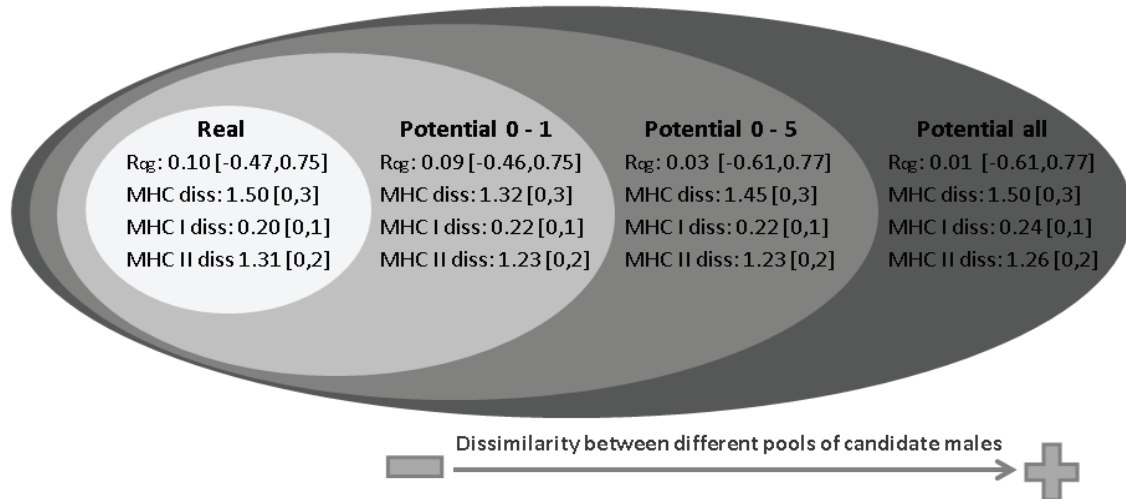 Real
Rqg: 0.10 [-0.47,0.75]
MHC diss: 1.50 [0,3]
MHC I diss: 0.20 [0,1]
MHC II diss 1.31 [0,2]
Potential 0 - 1
Rqg: 0.09 [-0.46,0.75]
MHC diss: 1.32 [0,3]
MHC I diss: 0.22 [0,1]
MHC II diss: 1.23 [0,2]
Potential 0 - 5
Rqg: 0.03 [-0.61,0.77]
MHC diss: 1.45 [0,3]
MHC I diss: 0.22 [0,1]
MHC II diss: 1.23 [0,2]
Potential all
Rqg: 0.01 [-0.61,0.77]
MHC diss: 1.50 [0,3]
MHC I diss: 0.24 [0,1]
MHC II diss: 1.26 [0,2]
Dissimilarity between different pools of candidate males